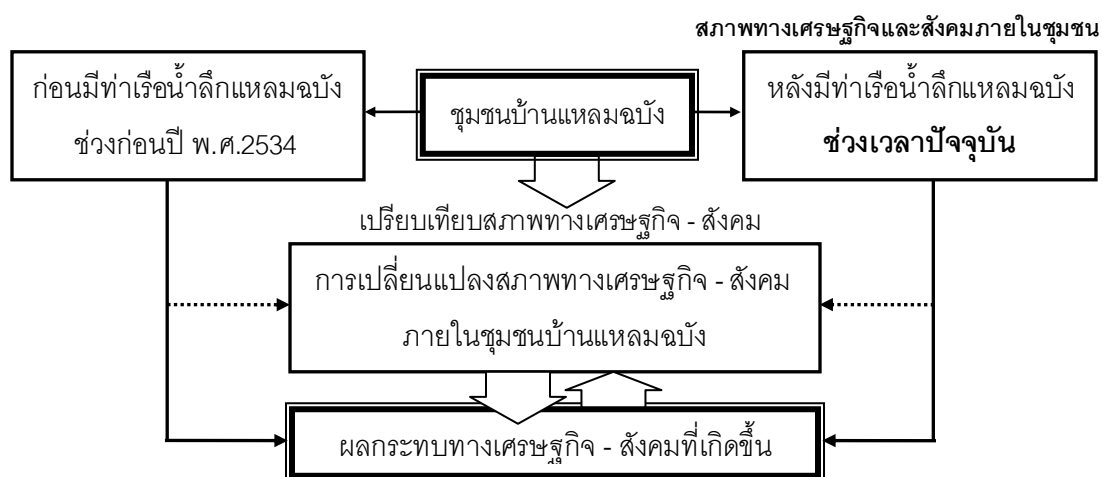 สภาพทางเศรษฐกิจและสังคมภายในชุมชน
ก่อนมีท่าเรือน้ำลึกแหลมฉบัง
ช่วงก่อนปี พ.ศ.2534
ชุมชนบ้านแหลมฉบัง
หลังมีท่าเรือน้ำลึกแหลมฉบัง
ช่วงเวลาปัจจุบัน
เปรียบเทียบสภาพทางเศรษฐกิจ - สังคม
การเปลี่ยนแปลงสภาพทางเศรษฐกิจ - สังคม
ภายในชุมชนบ้านแหลมฉบัง
ผลกระทบทางเศรษฐกิจ - สังคมที่เกิดขึ้น